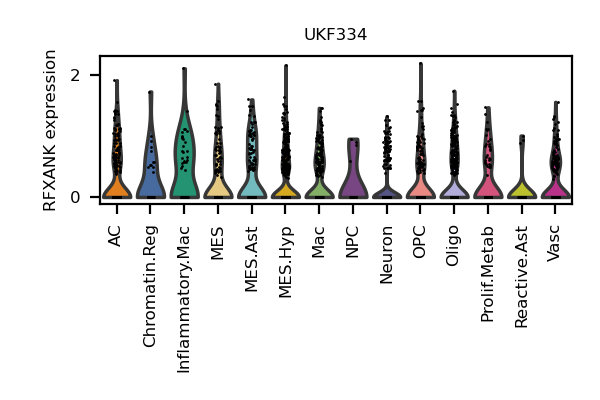 UKF334
RFXANK expression
2
0
AC
Chromatin.Reg
Inflammatory.Mac
MES
MES.Ast
MES.Hyp
Mac
NPC
Neuron
OPC
Oligo
Prolif.Metab
Reactive.Ast
Vasc